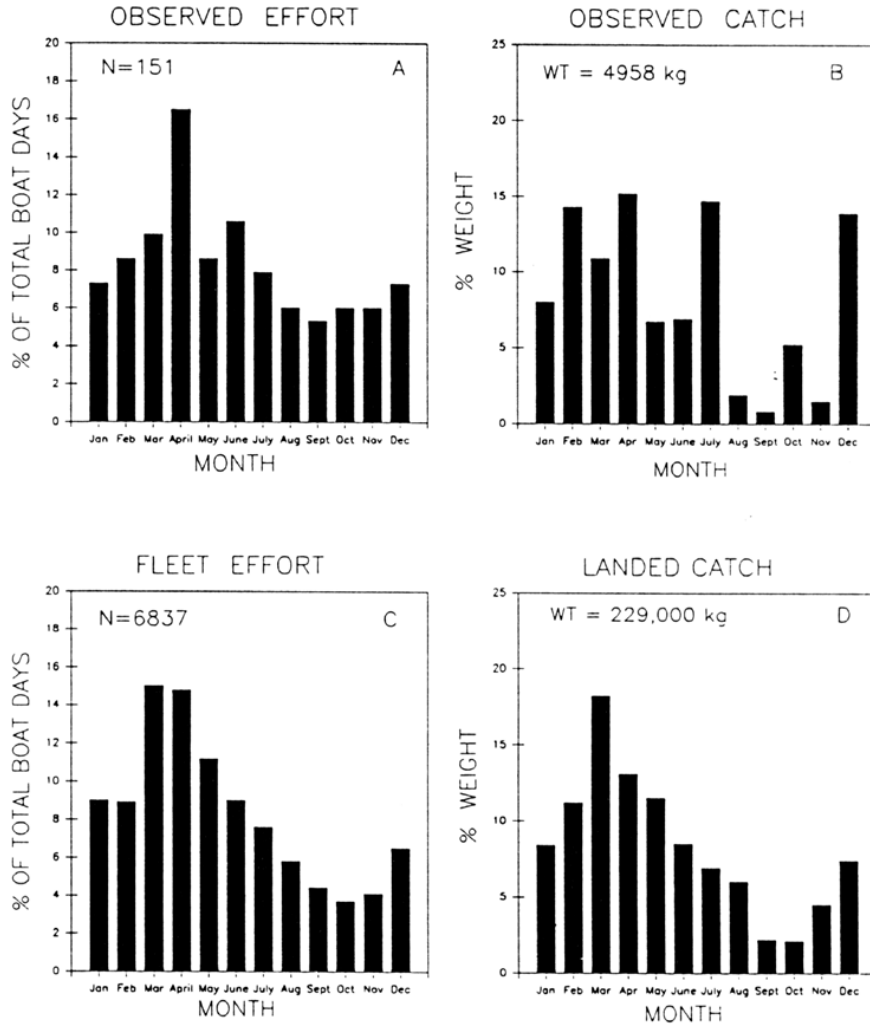 OBSERVED EFFORT
N=151 A
% OF TOTAL BOAT DAYS
20
18
16
14
12
10
8
6
4
2
0
Jan Feb Mar April May June July Aug Sept Oct Nov Dec
MONTH
OBSERVED CATCH
WT = 4958 kg B
% WEIGHT
25
20
15
10
5
0
Jan Feb Mar Apr May June July Aug Sept Oct Nov Dec
MONTH
FLEET EFFORT
N=6837 C
% OF TOTAL BOAT DAYS
20
18
16
14
12
10
8
6
4
2
0
Jan Feb Mar April May June July Aug Sept Oct Nov Dec
MONTH
LANDED CATCH
WT = 229,000 kg D
% WEIGHT
25
20
15
10
5
0
Jan Feb Mar Apr May June July Aug Sept Oct Nov Dec
MONTH